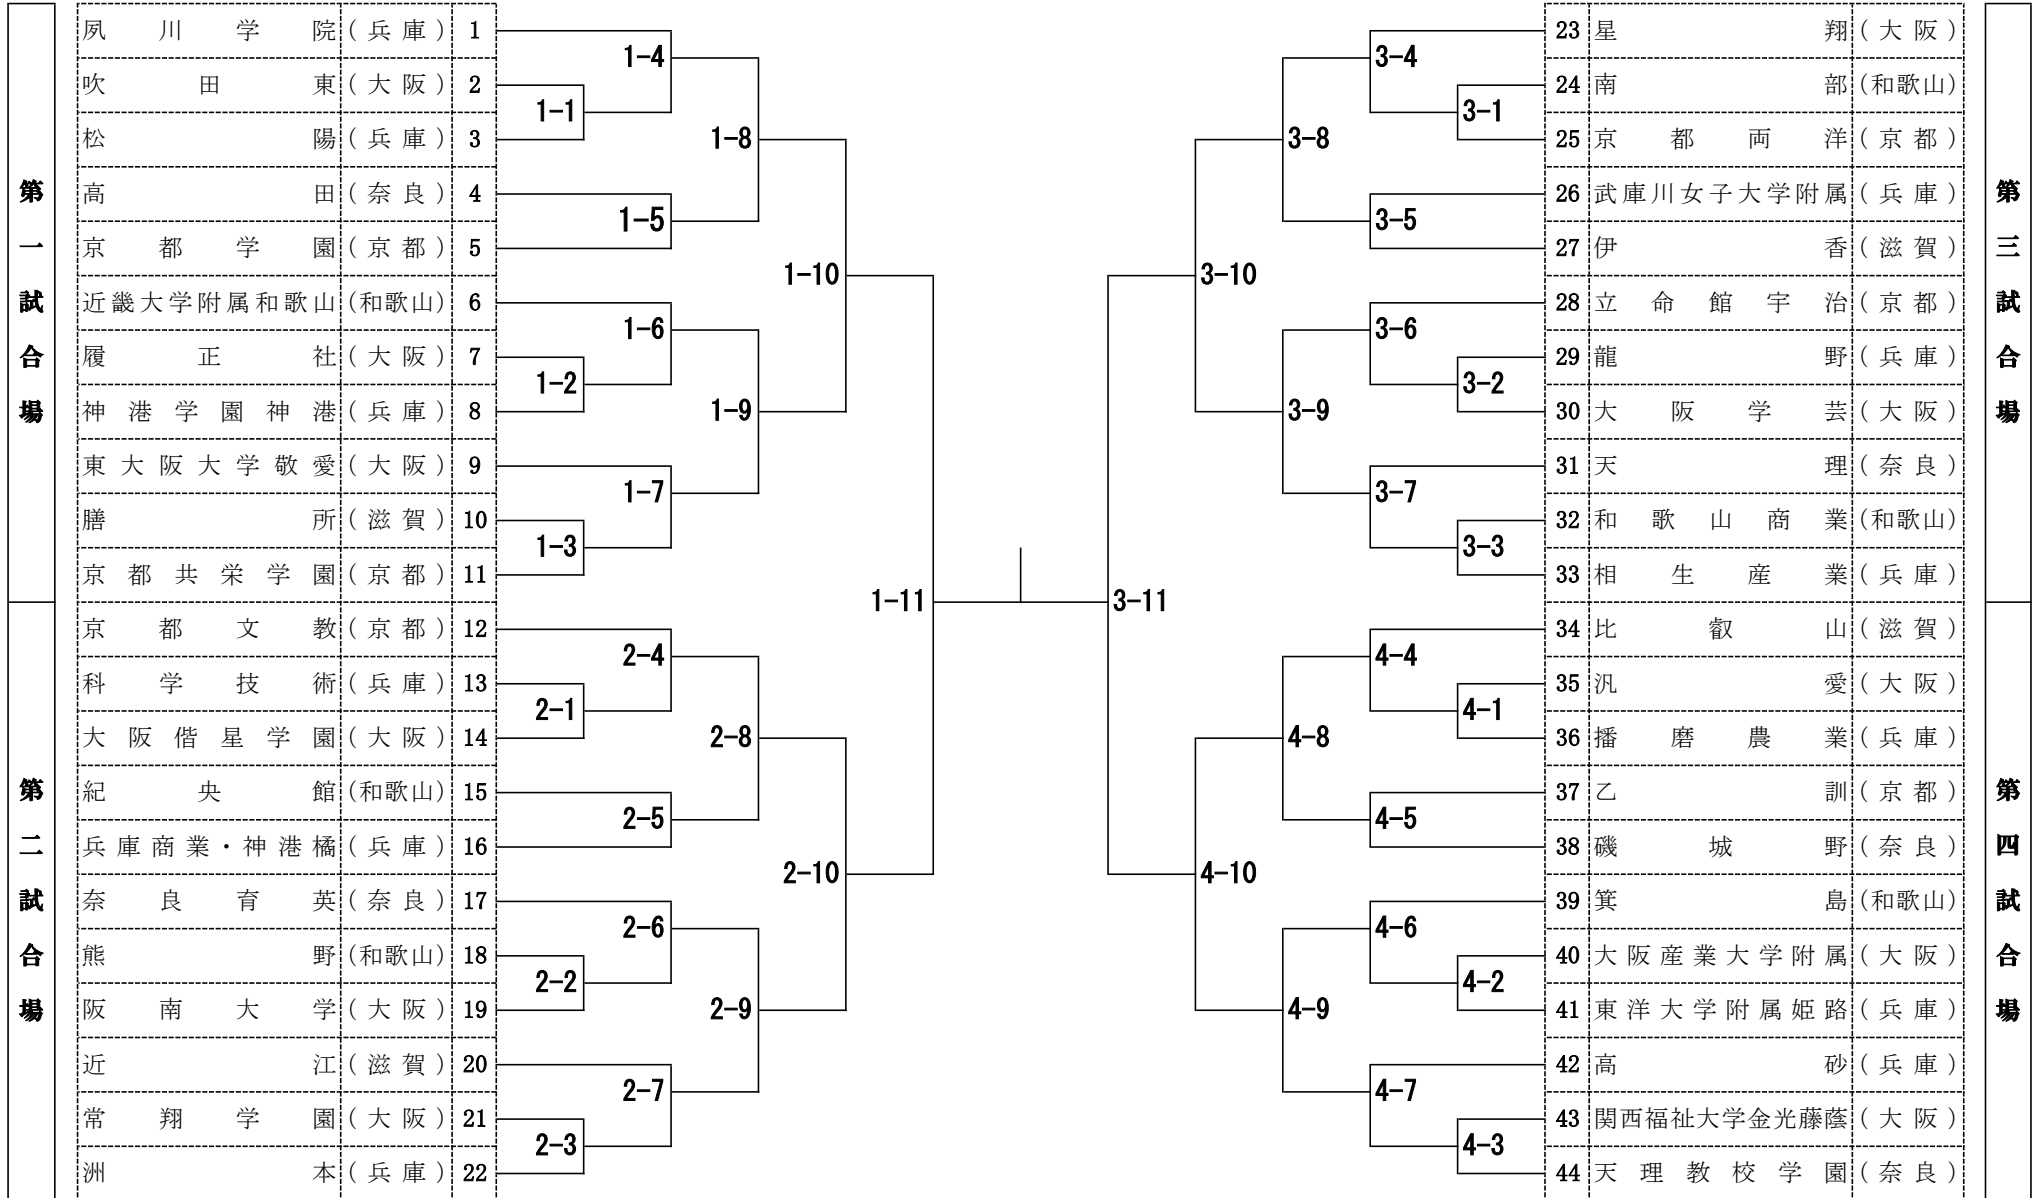 第一試合場
夙川学院(兵庫) 1
吹田東(大阪) 2
松陽(兵庫) 3
高田(奈良) 4
京都学園(京都) 5
近畿大学附属和歌山(和歌山) 6
履正社(大阪) 7
神港学園神港(兵庫) 8
東大阪大学敬愛(大阪) 9
膳所(滋賀) 10
京都共栄学園(京都) 11
第二試合場
京都文教(京都) 12
科学技術(兵庫) 13
大阪偕星学園(大阪) 14
紀央館(和歌山) 15
兵庫商業・神港橘(兵庫) 16
奈良育英(奈良) 17
熊野(和歌山) 18
阪南大学(大阪) 19
近江(滋賀) 20
常翔学園(大阪) 21
洲本(兵庫) 22
1-4
1-1
1-8
1-5
1-10
1-6
1-2
1-9
1-7
1-3
1-11
2-4
2-1
2-8
2-5
2-10
2-6
2-2
2-9
2-7
2-3
3-4
3-1
3-8
3-5
3-10
3-6
3-2
3-9
3-7
3-3
3-11
4-4
4-1
4-8
4-5
4-10
4-6
4-2
4-9
4-7
4-3
第三試合場
23 星翔(大阪)
24 南部(和歌山)
25 京都両洋(京都)
26 武庫川女子大学附属(兵庫)
27 伊香(滋賀)
28 立命館宇治(京都)
29 龍野(兵庫)
30 大阪学芸(大阪)
31 天理(奈良)
32 和歌山商業(和歌山)
33 相生産業(兵庫)
第四試合場
34 比叡山(滋賀)
35 汎愛(大阪)
36 播磨農業(兵庫)
37 乙訓(京都)
38 磯城野(奈良)
39 箕島(和歌山)
40 大阪産業大学附属(大阪)
41 東洋大学附属姫路(兵庫)
42 高砂(兵庫)
43 関西福祉大学金光藤蔭(大阪)
44 天理教校学園(奈良)